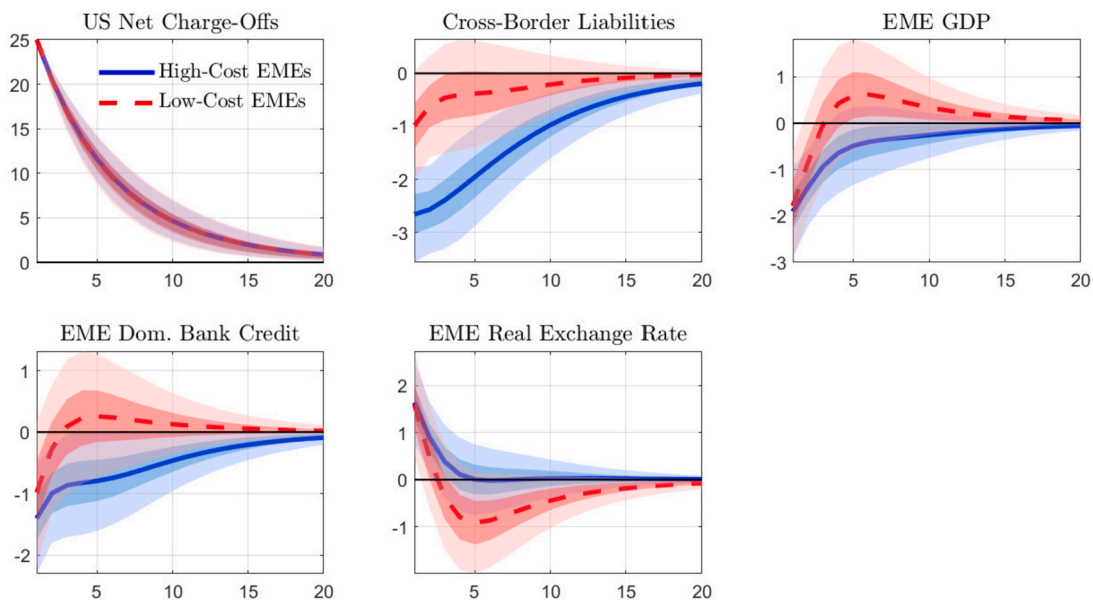 US Net Charge-Offs
25
20
15
10
5
0
5 10 15 20
High-Cost EMEs
Low-Cost EMEs
Cross-Border Liabilities
0
-1
-2
-3
5 10 15 20
EME GDP
1
0
-1
-2
-3
5 10 15 20
EME Dom. Bank Credit
1
0
-1
-2
5 10 15 20
EME Real Exchange Rate
2
1
0
-1
5 10 15 20